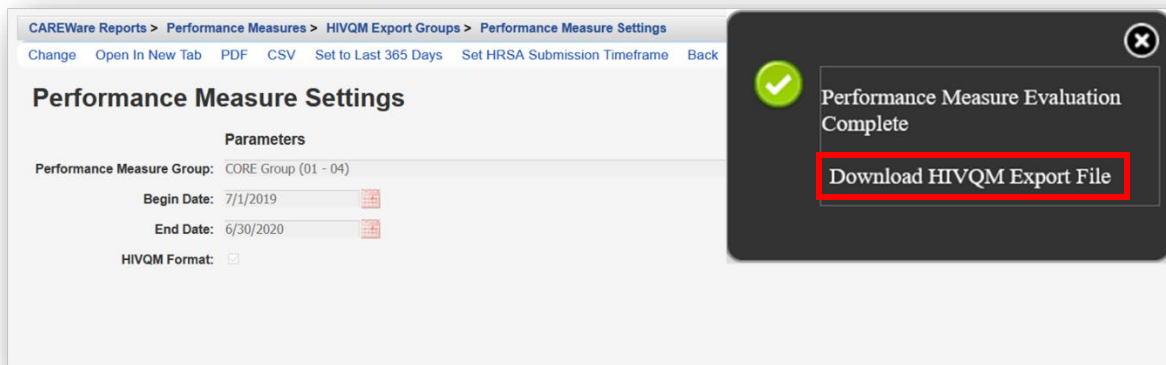 CAREWare Reports > Performance Measures > HIVQM Export Groups > Performance Measure Settings
Change Open In New Tab PDF CSV Set to Last 365 Days Set HRSA Submission Timeframe Back
Performance Measure Settings
Parameters
Performance Measure Group: CORE Group (01 - 04)
Begin Date: 7/1/2019
End Date: 6/30/2020
HIVQM Format:
Performance Measure Evaluation
Complete
Download HIVQM Export File